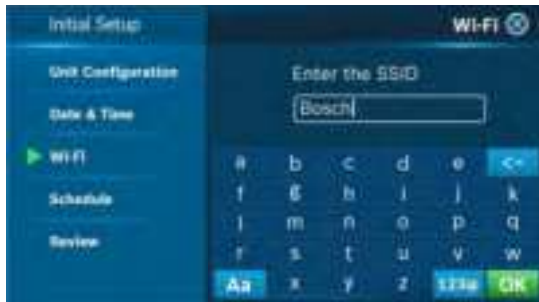 Initial Setup
WI-FI
Unit Configuration
Date & Time
WI-FI
Schedule
Review
Enter the SSID
Bosch
a b c d e <-
f g h i j k
l m n o p q
r s t u v w
Aa x y z 123@ OK